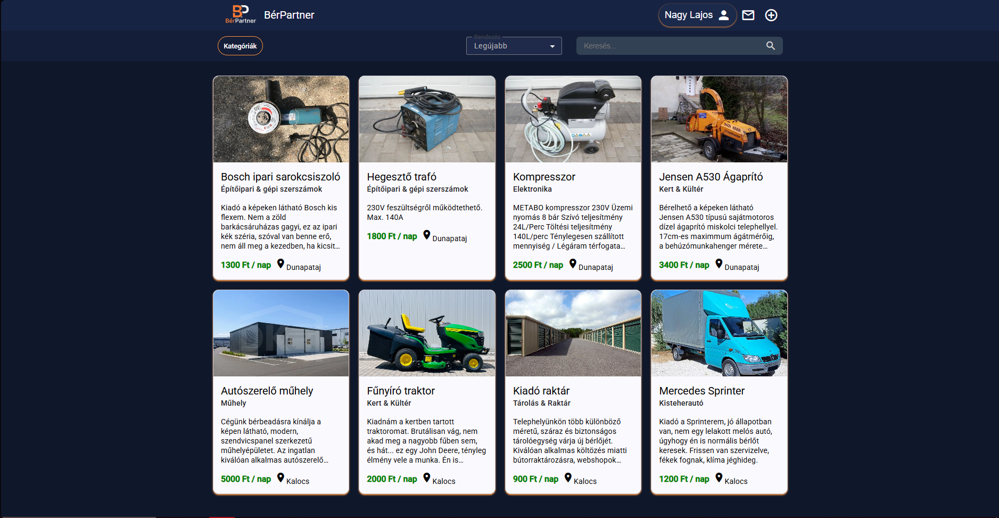 BP
BérPartner
BérPartner
Nagy Lajos
Kategóriák
Rendezés
Legújabb
Keresés...
Bosch ipari sarokcsiszoló
Építőipari & gépi szerszámok
Kiadó a képeken látható Bosch kis
flexem. Nem a zöld
barkácsáruházas gagyi, ez az ipari
kék széria, szóval van benne erő,
nem áll meg a kezedben, ha kicsit…
1300 Ft / nap
Dunapataj
Hegesztő trafó
Építőipari & gépi szerszámok
230V feszültségről működtethető.
Max. 140A
1800 Ft / nap
Dunapataj
Kompresszor
Elektronika
METABO kompresszor 230V Üzemi
nyomás 8 bár Szívó teljesítmény
24L/Perc Töltési teljesítmény
140L/perc Ténylegesen szállított
mennyiség / Légáram térfogata…
2500 Ft / nap
Dunapataj
Jensen A530 Ágaprító
Kert & Kültér
Bérelhető a képeken látható
Jensen A530 típusú sajátmotoros
dízel ágaprító miskolci telephellyel.
17cm-es maximmum ágátmérőig,
a behúzómunkahenger mérete…
3400 Ft / nap
Dunapataj
Autószerelő műhely
Műhely
Cégünk bérbeadásra kínálja a
képen látható, modern,
szendvicspanel szerkezetű
műhelyépületet. Az ingatlan
kiválóan alkalmas autószerelő…
5000 Ft / nap
Kalocs
Fűnyíró traktor
Kert & Kültér
Kiadnám a kertben tartott
traktoromat. Brutálisan vág, nem
akad meg a nagyobb fűben sem,
és hát... ez egy John Deere, tényleg
élmény vele a munka. Én is…
2000 Ft / nap
Kalocs
Kiadó raktár
Tárolás & Raktár
Telephelyünkön több különböző
méretű, száraz és biztonságos
tárolóegység várja új bérlőjét.
Kiválóan alkalmas költözés miatti
bútorraktározásra, webshopok…
900 Ft / nap
Kalocs
Mercedes Sprinter
Kisteherautó
Kiadó a Sprinterem, jó állapotban
van, nem egy lelakott melós autó,
úgyhogy én is normális bérlőt
keresek. Frissen van szervizelve,
fékek fognak, klíma jéghideg.
1200 Ft / nap
Kalocs